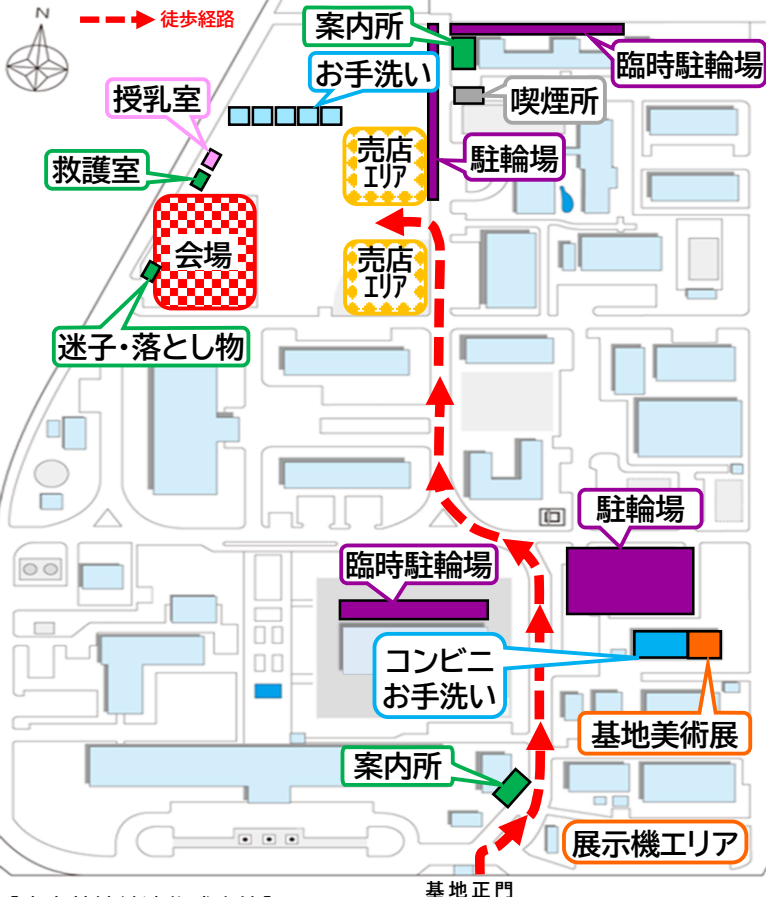 N
徒歩経路
案内所
臨時駐輪場
お手洗い
喫煙所
授乳室
売店
エリア
駐輪場
救護室
会場
売店
エリア
迷子・落とし物
駐輪場
臨時駐輪場
コンビニ
お手洗い
基地美術展
案内所
展示機エリア
基地正門